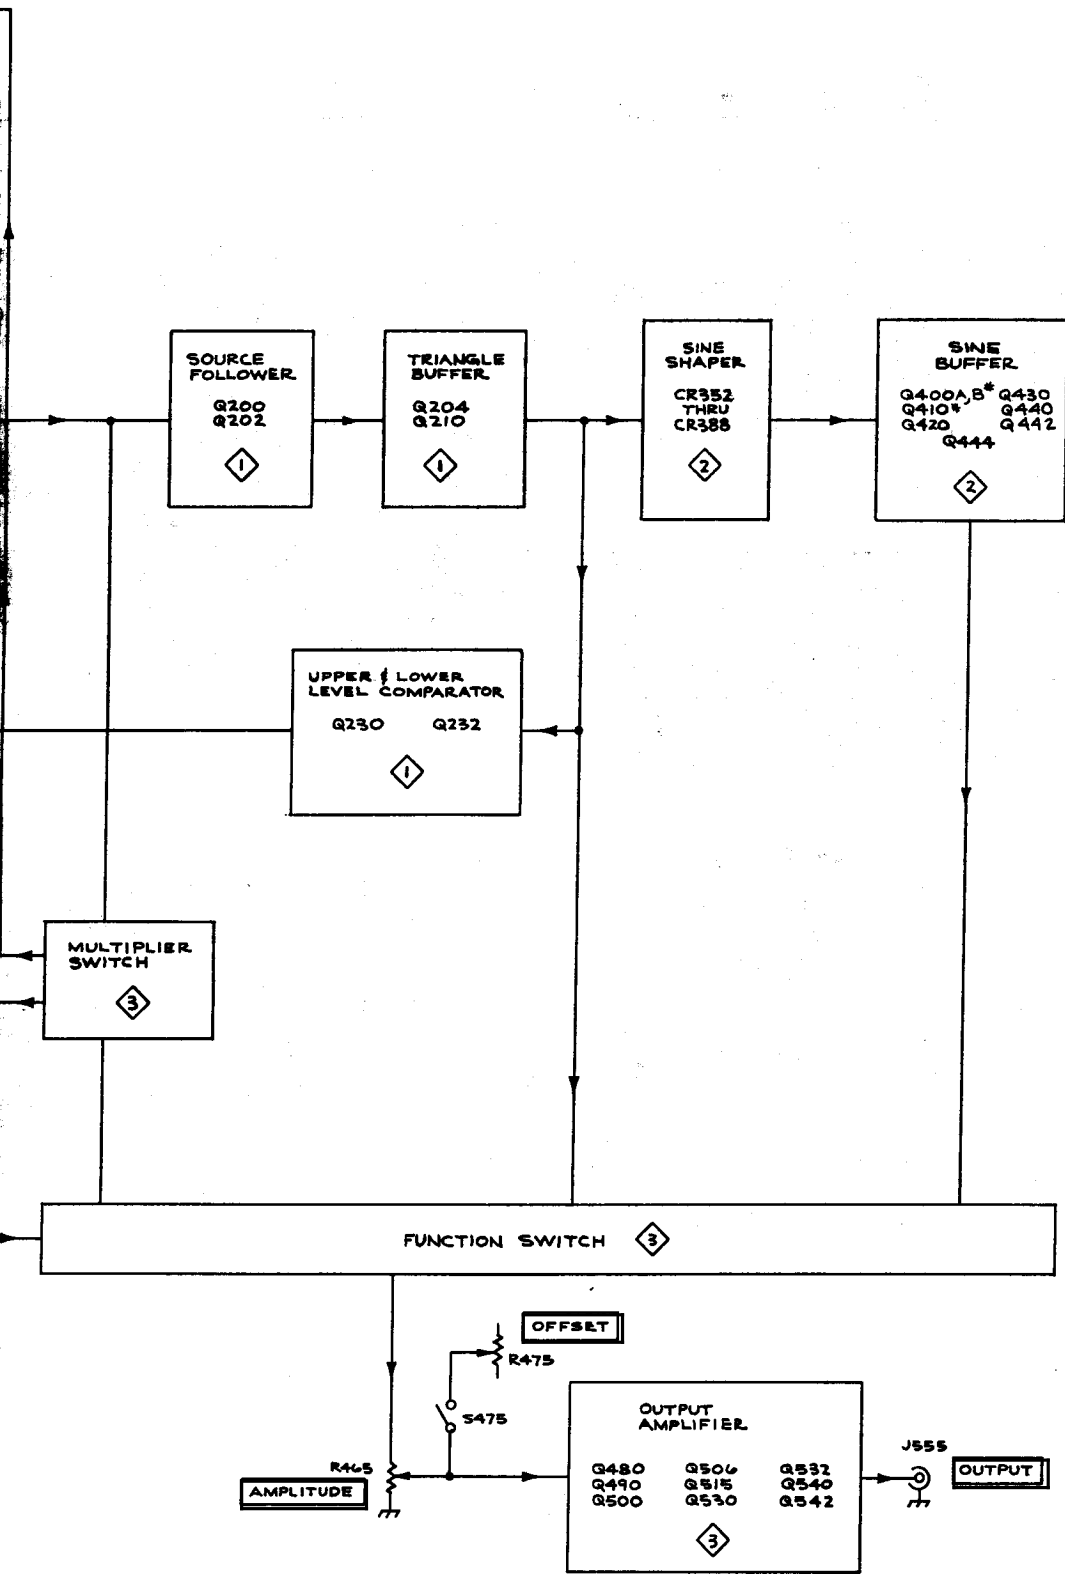 SOURCE
FOLLOWER
Q200
Q202
1
TRIANGLE
BUFFER
Q204
Q210
1
SINE
SHAPER
CR352
THRU
CR388
2
SINE
BUFFER
Q400A,B* Q430
Q410* Q440
Q420 Q442
Q444
2
UPPER & LOWER
LEVEL COMPARATOR
Q230 Q232
1
MULTIPLIER
SWITCH
3
FUNCTION SWITCH 3
OFFSET
R475
S475
R465
AMPLITUDE
OUTPUT
AMPLIFIER
Q480 Q506 Q532
Q490 Q515 Q540
Q500 Q530 Q542
3
J555
OUTPUT